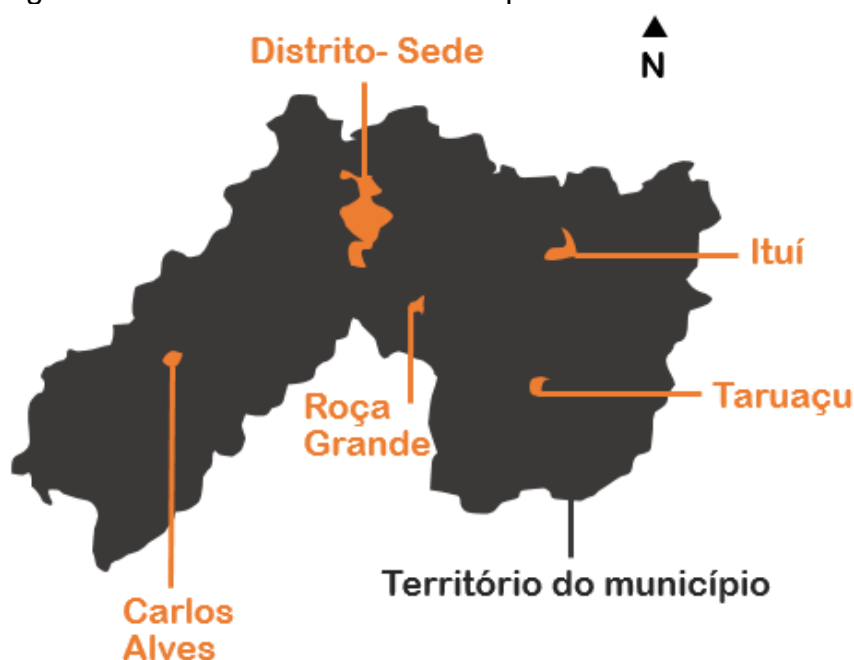 Distrito- Sede
N
Ituí
Taruaçu
Roça
Grande
Território do município
Carlos
Alves